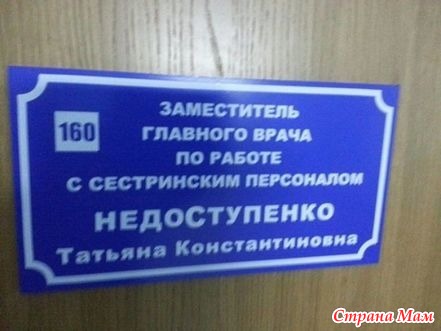 160
ЗАМЕСТИТЕЛЬ
ГЛАВНОГО ВРАЧА
ПО РАБОТЕ
С СЕСТРИНСКИМ ПЕРСОНАЛОМ
НЕДОСТУПЕНКО
Татьяна Константиновна
Страна Мам